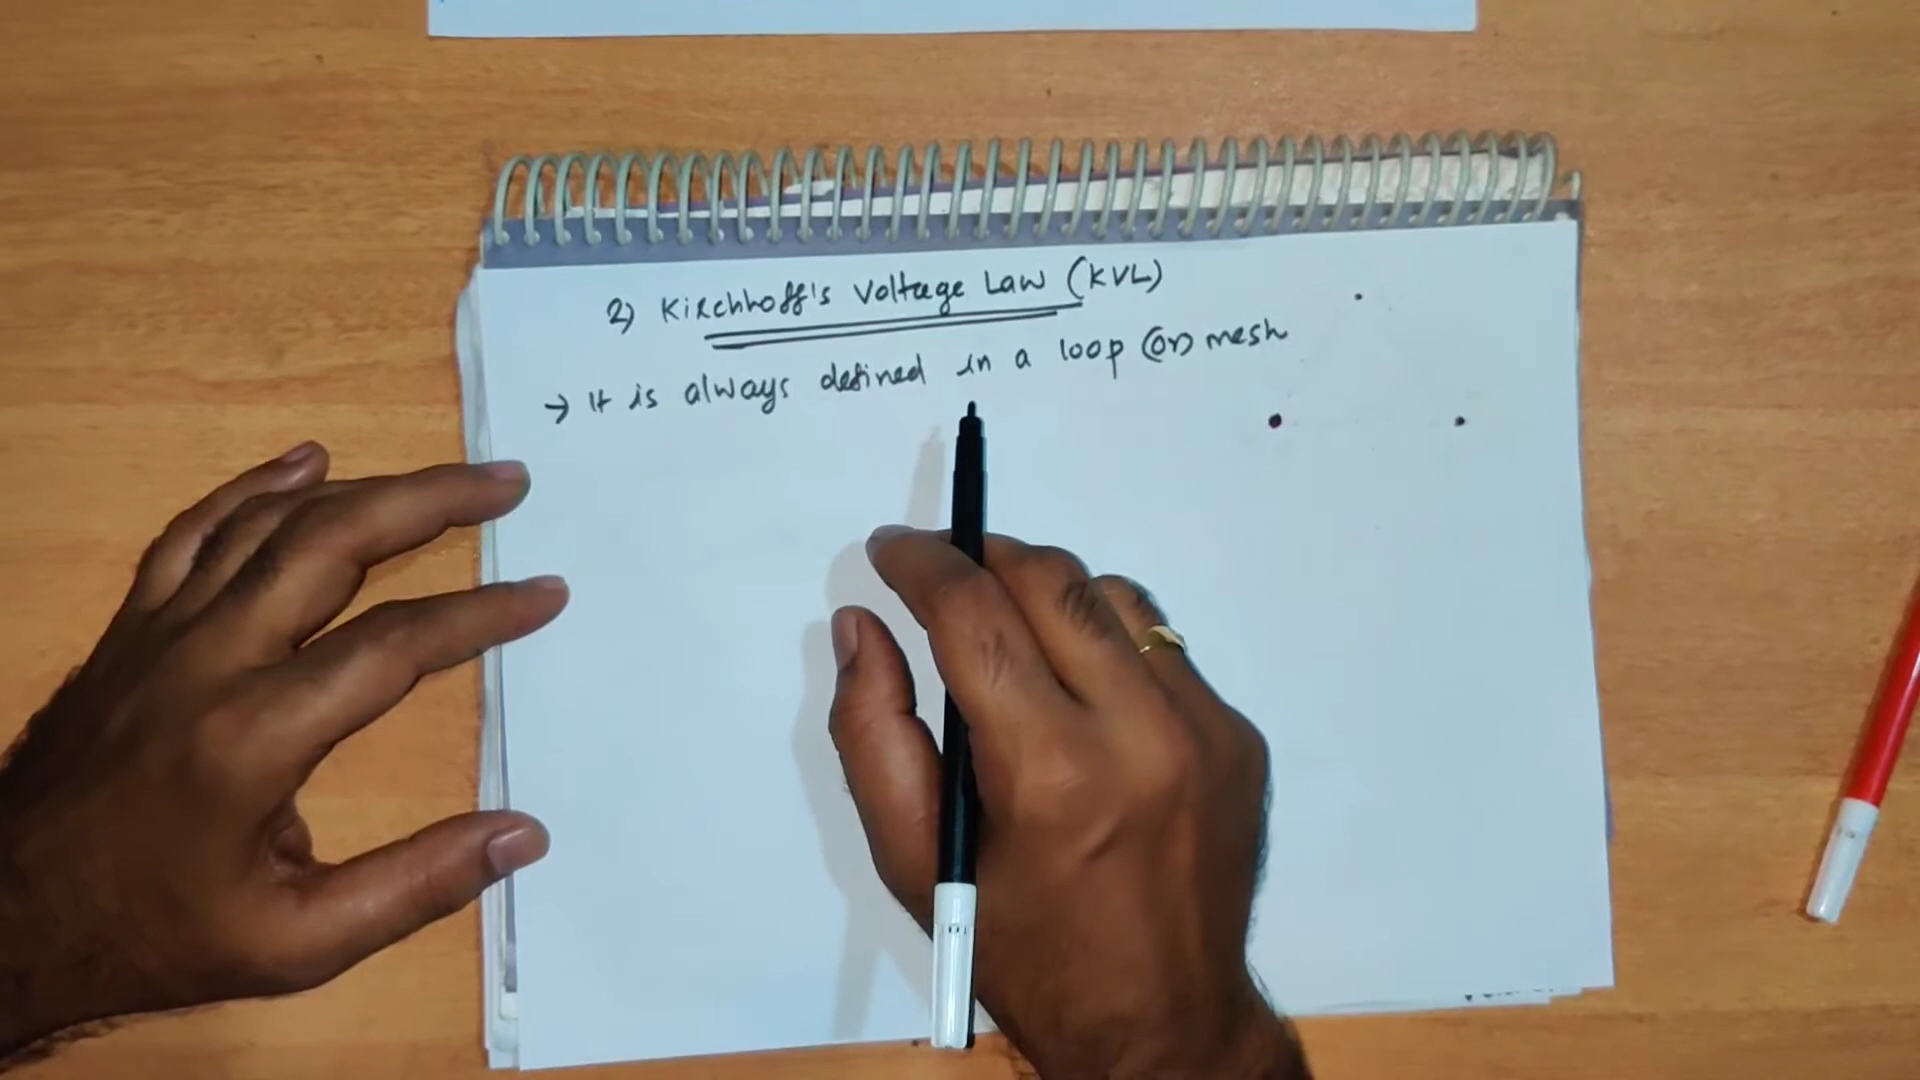 2) Kirchhoff's Voltage Law (KVL)
→ It is always defined in a loop (or) mesh